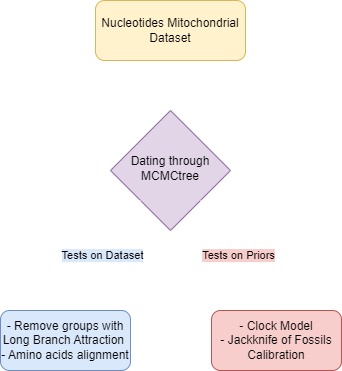 Nucleotides Mitochondrial
Dataset
Dating through
MCMCtree
Tests on Dataset
Tests on Priors
- Remove groups with
Long Branch Attraction
- Amino acids alignment
- Clock Model
- Jackknife of Fossils
Calibration